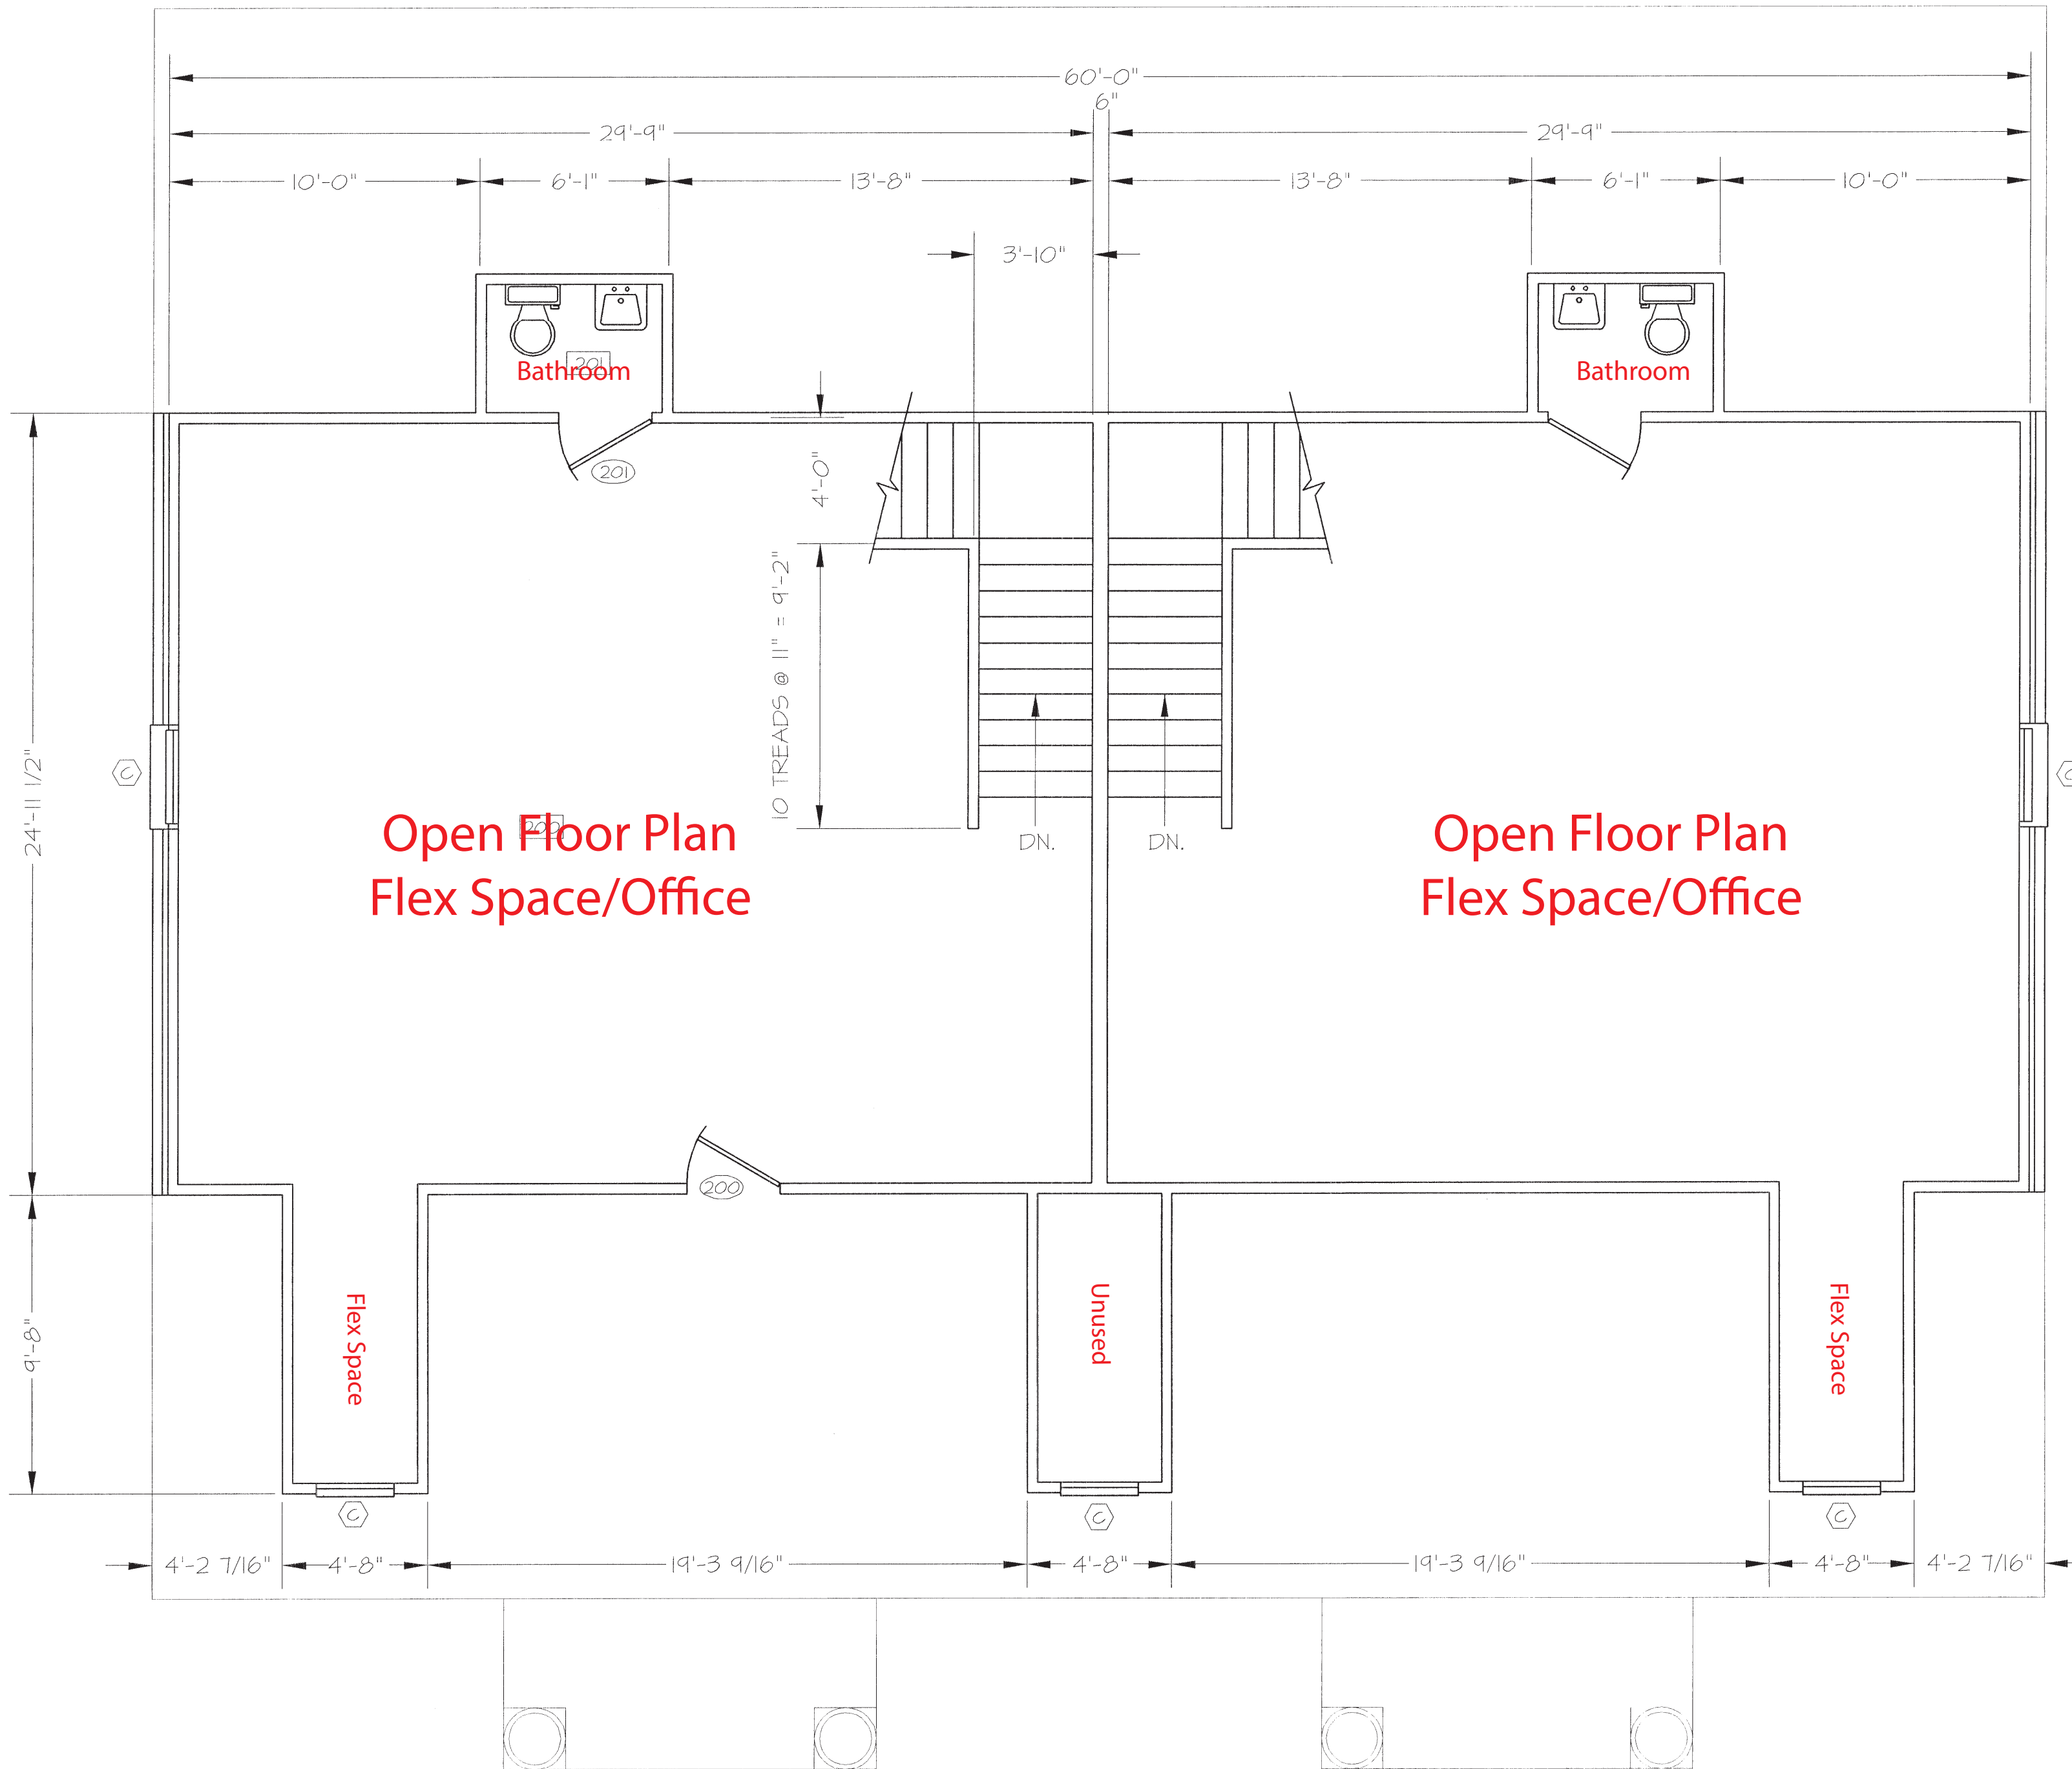 60'-0"
6"
29'-9"
29'-9"
10'-0"
6'-1"
13'-8"
13'-8"
6'-1"
10'-0"
3'-10"
201
Bathroom
Bathroom
201
4'-0"
10 TREADS @ 11" = 9'-2"
24'-11 1/2"
C
C
DN.
DN.
200
Open Floor Plan
Flex Space/Office
Open Floor Plan
Flex Space/Office
200
9'-8"
Flex Space
Unused
Flex Space
C
C
C
4'-2 7/16"
4'-8"
19'-3 9/16"
4'-8"
19'-3 9/16"
4'-8"
4'-2 7/16"